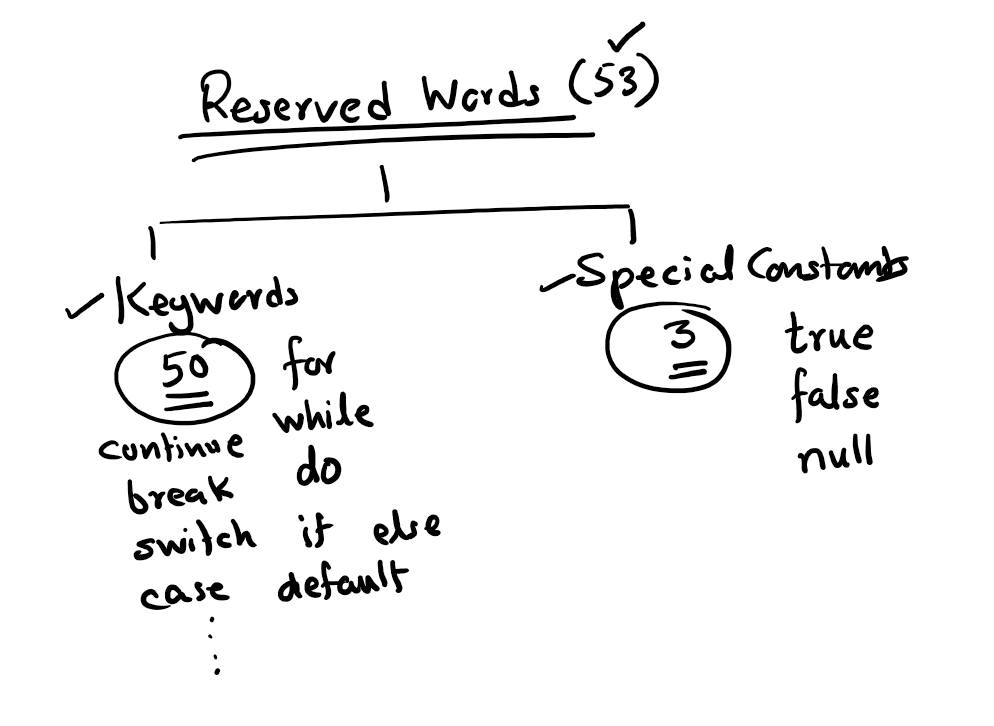 Reserved Words (53)
Keywords
50 for
while
continue
do
break
switch if else
case default
Special Constants
3 true
false
null